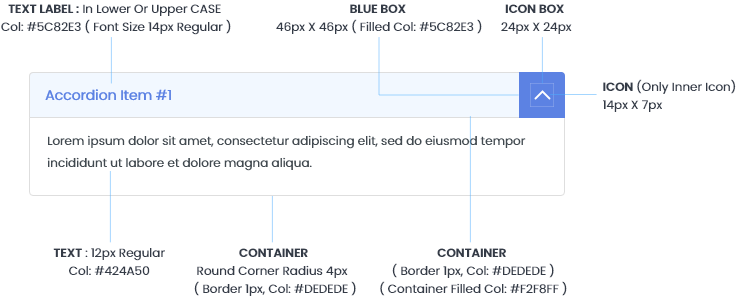 TEXT LABEL : In Lower Or Upper CASE
Col: #5C82E3 ( Font Size 14px Regular )
BLUE BOX
46px X 46px ( Filled Col: #5C82E3 )
ICON BOX
24px X 24px
ICON (Only Inner Icon)
14px X 7px
Accordion Item #1
Lorem ipsum dolor sit amet, consectetur adipiscing elit, sed do eiusmod tempor
incididunt ut labore et dolore magna aliqua.
TEXT : 12px Regular
Col: #424A50
CONTAINER
Round Corner Radius 4px
( Border 1px, Col: #DEDEDE )
CONTAINER
( Border 1px, Col: #DEDEDE )
( Container Filled Col: #F2F8FF )